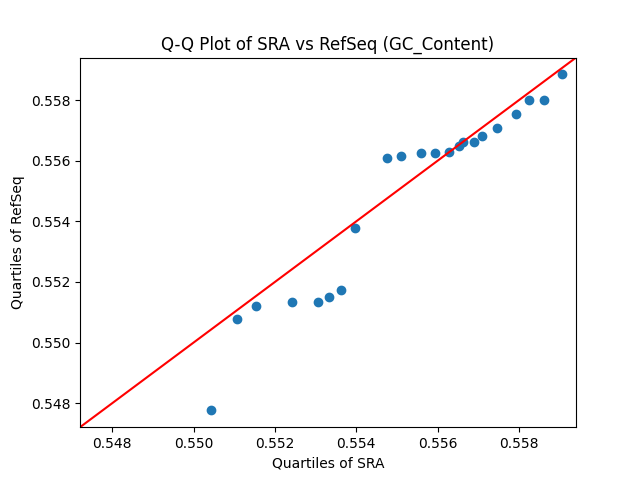 Q-Q Plot of SRA vs RefSeq (GC_Content)
Quartiles of RefSeq
0.558
0.556
0.554
0.552
0.550
0.548
0.548 0.550 0.552 0.554 0.556 0.558
Quartiles of SRA